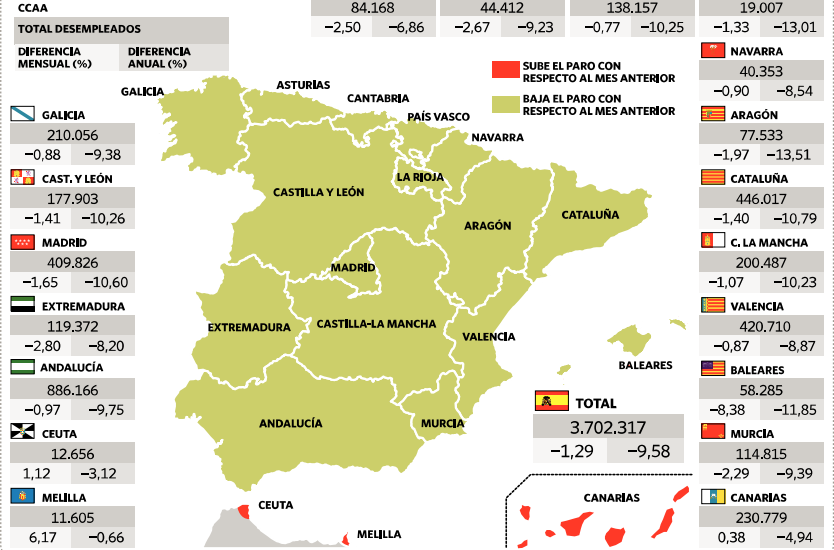 CCAA
84.168
44.412
138.157
19.007
TOTAL DESEMPLEADOS
−2,50 −6,86
−2,67 −9,23
−0,77 −10,25
−1,33 −13,01
DIFERENCIA
MENSUAL (%)
DIFERENCIA
ANUAL (%)
SUBE EL PARO CON
RESPECTO AL MES ANTERIOR
BAJA EL PARO CON
RESPECTO AL MES ANTERIOR
GALICIA
210.056
−0,88 −9,38
CAST. Y LEÓN
177.903
−1,41 −10,26
MADRID
409.826
−1,65 −10,60
EXTREMADURA
119.372
−2,80 −8,20
ANDALUCÍA
886.166
−0,97 −9,75
CEUTA
12.656
1,12 −3,12
MELILLA
11.605
6,17 −0,66
GALICIA
ASTURIAS
CANTABRIA
PAÍS VASCO
NAVARRA
LA RIOJA
CASTILLA Y LEÓN
ARAGÓN
CATALUÑA
MADRID
EXTREMADURA
CASTILLA-LA MANCHA
VALENCIA
BALEARES
ANDALUCÍA
MURCIA
CEUTA
MELILLA
CANARIAS
TOTAL
3.702.317
−1,29 −9,58
NAVARRA
40.353
−0,90 −8,54
ARAGÓN
77.533
−1,97 −13,51
CATALUÑA
446.017
−1,40 −10,79
C. LA MANCHA
200.487
−1,07 −10,23
VALENCIA
420.710
−0,87 −8,87
BALEARES
58.285
−8,38 −11,85
MURCIA
114.815
−2,29 −9,39
CANARIAS
230.779
0,38 −4,94